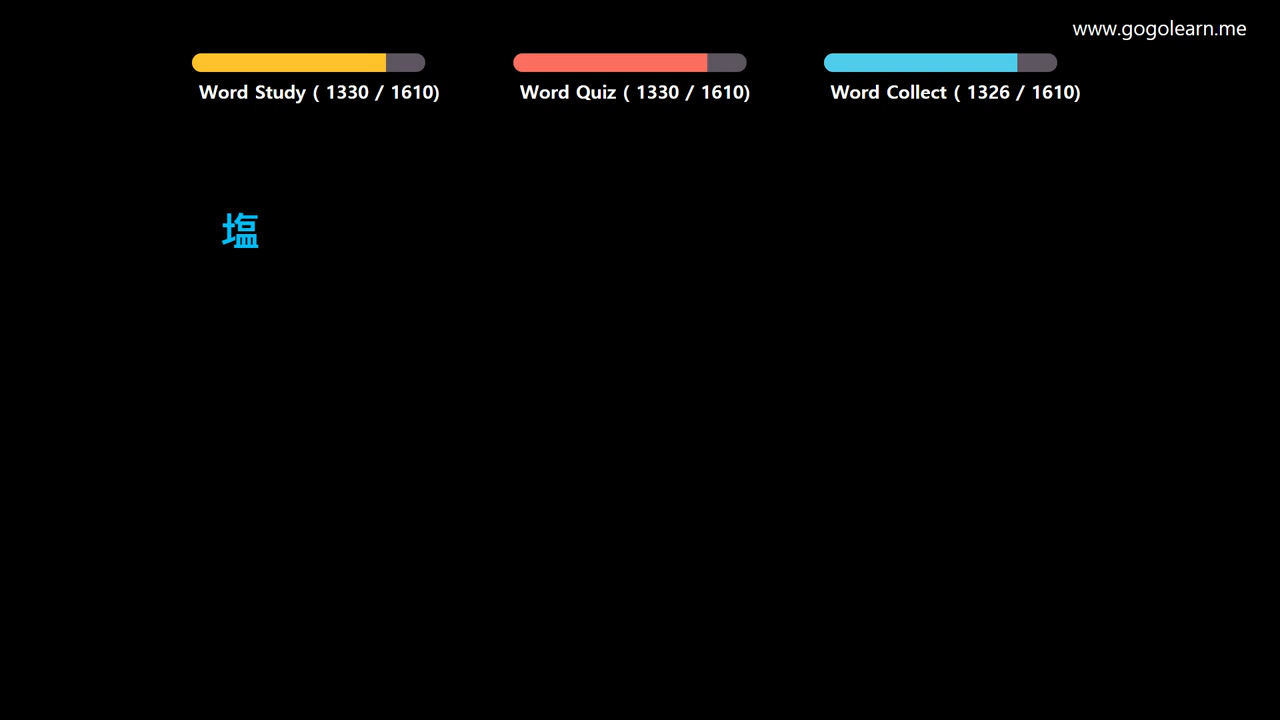 www.gogolearn.me
Word Study ( 1330 / 1610)
Word Quiz ( 1330 / 1610)
Word Collect ( 1326 / 1610)
塩